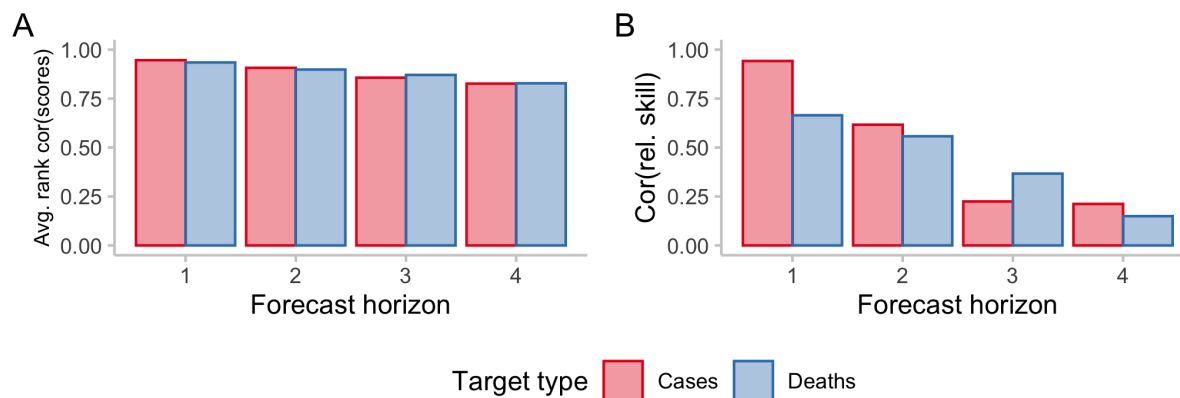 A
Avg. rank cor(scores)
1.00
0.75
0.50
0.25
0.00
1 2 3 4
Forecast horizon
B
Cor(rel. skill)
1.00
0.75
0.50
0.25
0.00
1 2 3 4
Forecast horizon
Target type Cases Deaths